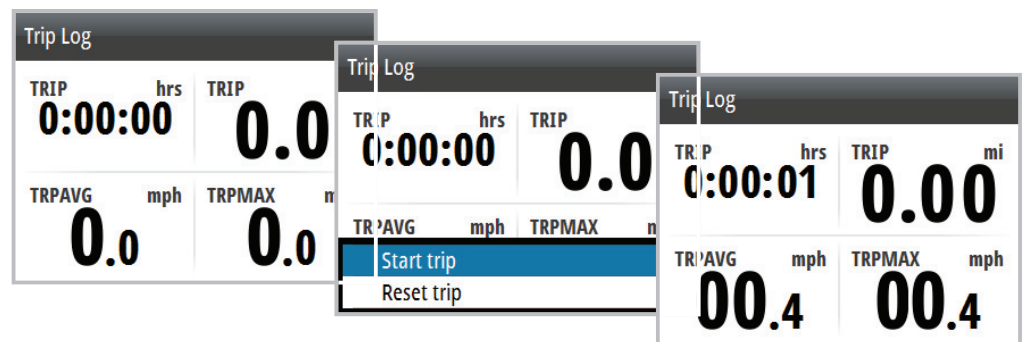 Trip Log
TRIP hrs TRIP
0:00:00 0.0
TRPAVG mph TRPMAX
0.0 0.0
Trip Log
TRIP hrs TRIP
0:00:00 0.0
TRPAVG mph TRPMAX
Start trip
Reset trip
Trip Log
TRIP hrs TRIP mi
0:00:01 0.00
TRPAVG mph TRPMAX mph
00.4 00.4